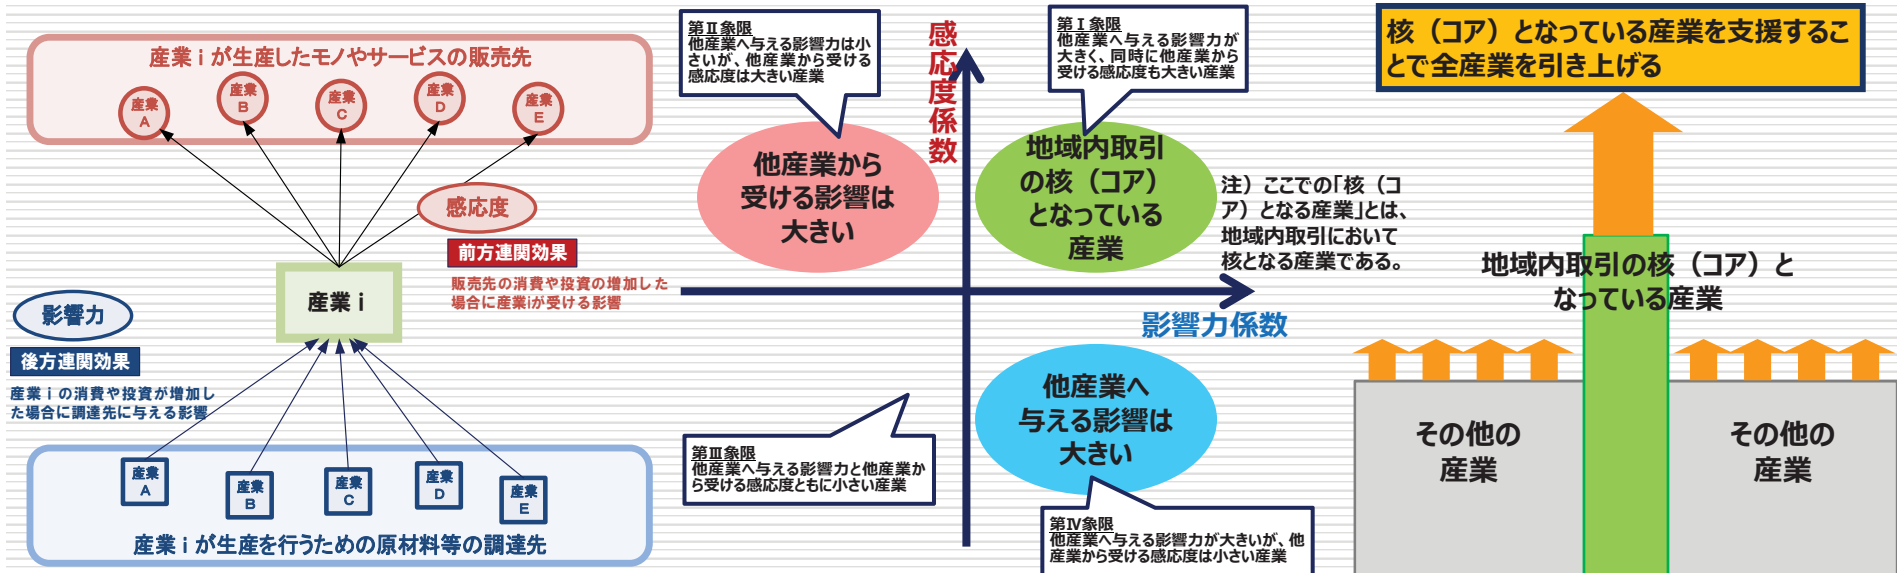 産業ｉが生産したモノやサービスの販売先
産業
A
産業
B
産業
C
産業
D
産業
E
感応度
前方連関効果
販売先の消費や投資の増加した
場合に産業iが受ける影響
産業ｉ
影響力
後方連関効果
産業ｉの消費や投資が増加し
た場合に調達先に与える影響
産業
A
産業
B
産業
C
産業
D
産業
E
産業ｉが生産を行うための原材料等の調達先
第Ⅱ象限
他産業へ与える影響力は小
さいが、他産業から受ける
感応度は大きい産業
感応度係数
第Ⅰ象限
他産業へ与える影響力が
大きく、同時に他産業から
受ける感応度も大きい産業
他産業から
受ける影響は
大きい
地域内取引
の核（コア）
となっている
産業
注）ここでの「核（コ
ア）となる産業」とは、
地域内取引において
核となる産業である。
影響力係数
第Ⅲ象限
他産業へ与える影響力と他産業か
ら受ける感応度ともに小さい産業
他産業へ
与える影響は
大きい
第Ⅳ象限
他産業へ与える影響力が大きいが、他
産業から受ける感応度は小さい産業
核（コア）となっている産業を支援するこ
とで全産業を引き上げる
地域内取引の核（コア）と
なっている産業
その他の
産業
その他の
産業